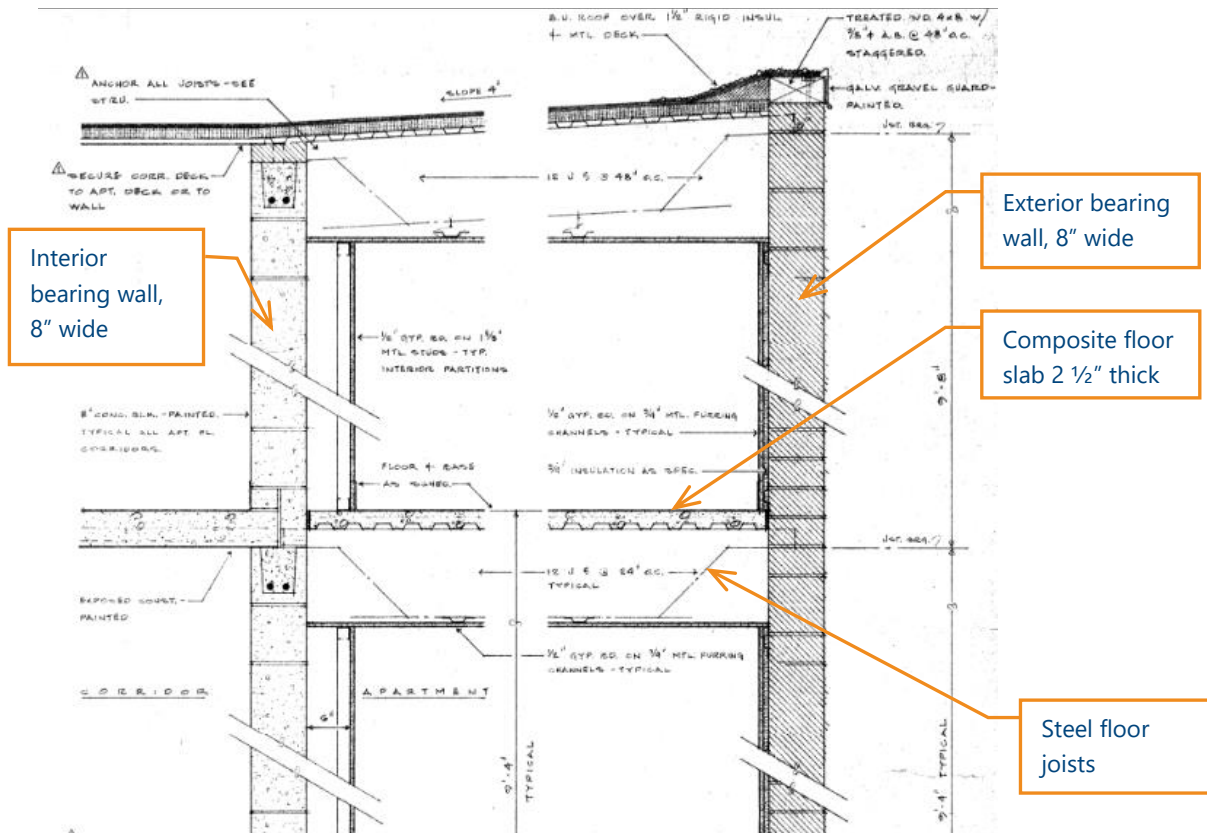 B.U. ROOF OVER 1½" RIGID INSUL
& MTL. DECK
TREATED WD. 4x8 W/
⅝"ϕ A.B. @ 48" O.C.
STAGGERED.
ANCHOR ALL JOISTS - SEE
STRU.
SLOPE 4"
GALV. GRAVEL GUARD -
PAINTED.
JST. BRG.
SECURE CORR. DECK
TO APT. DECK OR TO
WALL
12 J 5 @ 48" O.C.
Exterior bearing
wall, 8” wide
Interior
bearing wall,
8” wide
Composite floor
slab 2 ½” thick
½" GYP. BD. ON 1⅝"
MTL. STUDS - TYP.
INTERIOR PARTITIONS
9'-8"
8" CONC. BLK. - PAINTED.
TYPICAL ALL APT. FL.
CORRIDORS.
½" GYP. BD. ON ¾" MTL. FURRING
CHANNELS - TYPICAL
FLOOR & BASE
AS SCHED.
¾" INSULATION AS SPEC.
JST. BRG.
12 J 5 @ 24" O.C.
TYPICAL
EXPOSED CONST. -
PAINTED
½" GYP. BD. ON ¾" MTL. FURRING
CHANNELS - TYPICAL
CORRIDOR
APARTMENT
6"
9'-4"
TYPICAL
Steel floor
joists
9'-4" TYPICAL